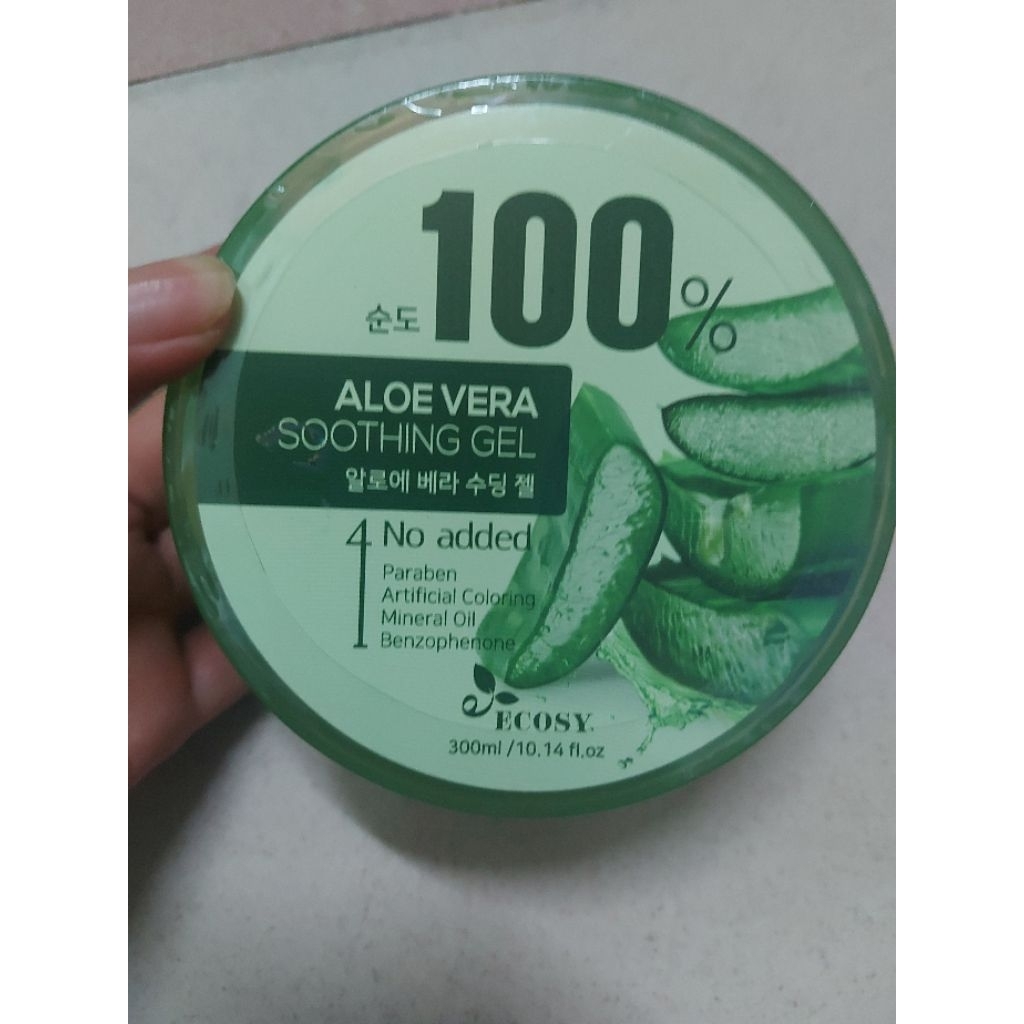 순도 100%
ALOE VERA
SOOTHING GEL
알로에 베라 수딩 젤
4 No added
Paraben
Artificial Coloring
Mineral Oil
Benzophenone
ECOSY
300ml / 10.14 fl.oz